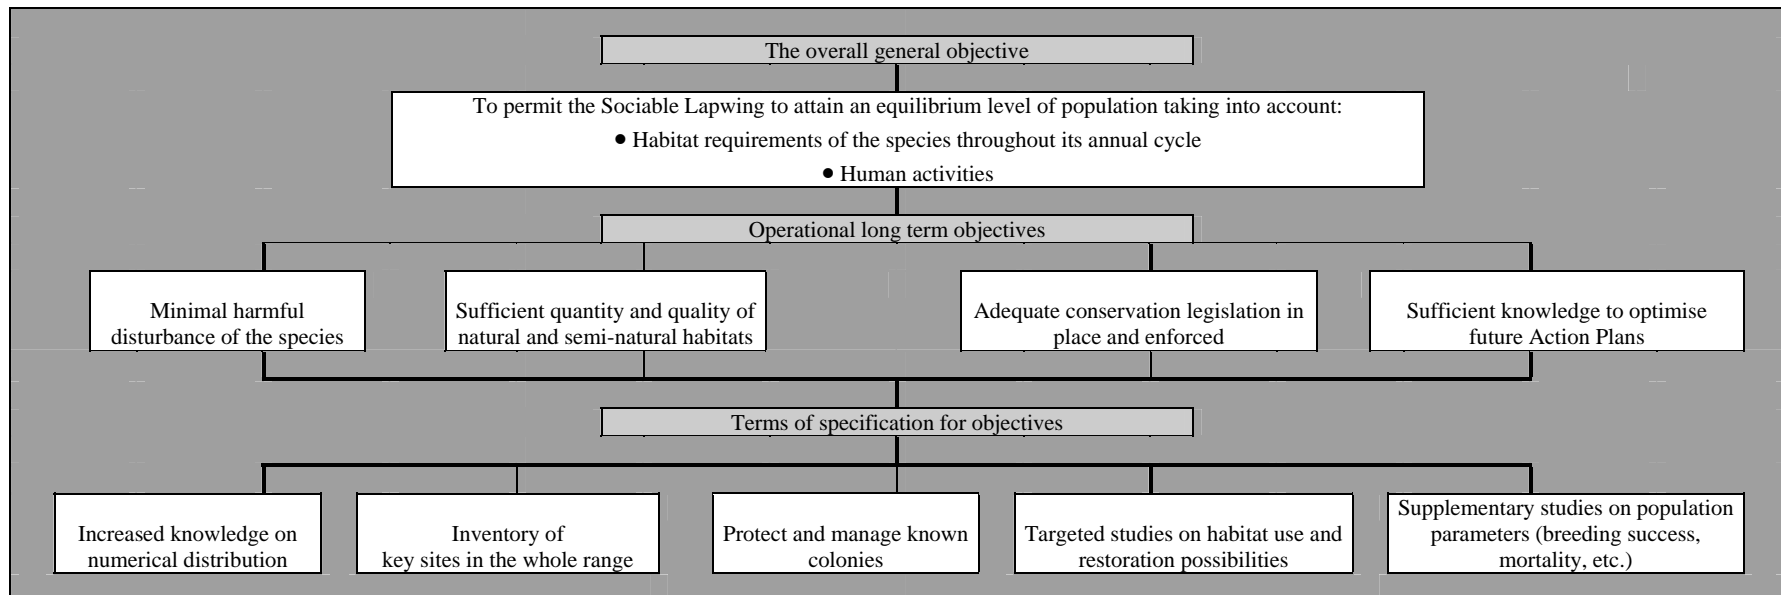 The overall general objective
To permit the Sociable Lapwing to attain an equilibrium level of population taking into account:
• Habitat requirements of the species throughout its annual cycle
• Human activities
Operational long term objectives
Minimal harmful
disturbance of the species
Sufficient quantity and quality of
natural and semi-natural habitats
Adequate conservation legislation in
place and enforced
Sufficient knowledge to optimise
future Action Plans
Terms of specification for objectives
Increased knowledge on
numerical distribution
Inventory of
key sites in the whole range
Protect and manage known
colonies
Targeted studies on habitat use and
restoration possibilities
Supplementary studies on population
parameters (breeding success,
mortality, etc.)